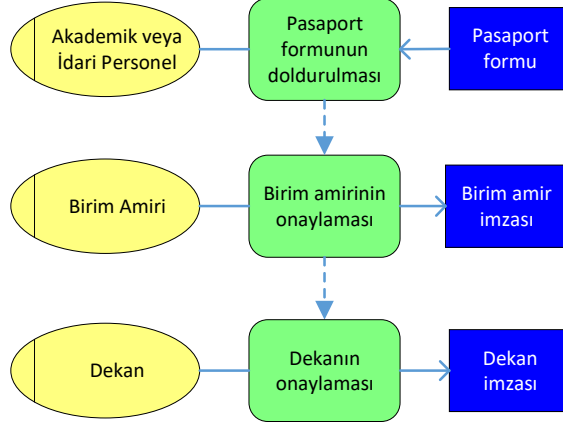 Akademik veya
İdari Personel
Pasaport
formunun
doldurulması
Pasaport
formu
Birim Amiri
Birim amirinin
onaylaması
Birim amir
imzası
Dekan
Dekanın
onaylaması
Dekan
imzası